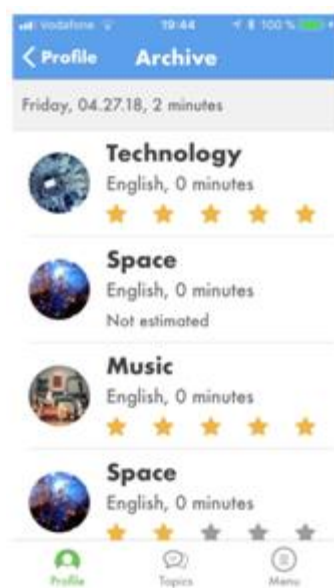 vodafone 19:44 100 %
Profile Archive
Friday, 04.27.18, 2 minutes
Technology
English, 0 minutes
Space
English, 0 minutes
Not estimated
Music
English, 0 minutes
Space
English, 0 minutes
Profile Topics Menu